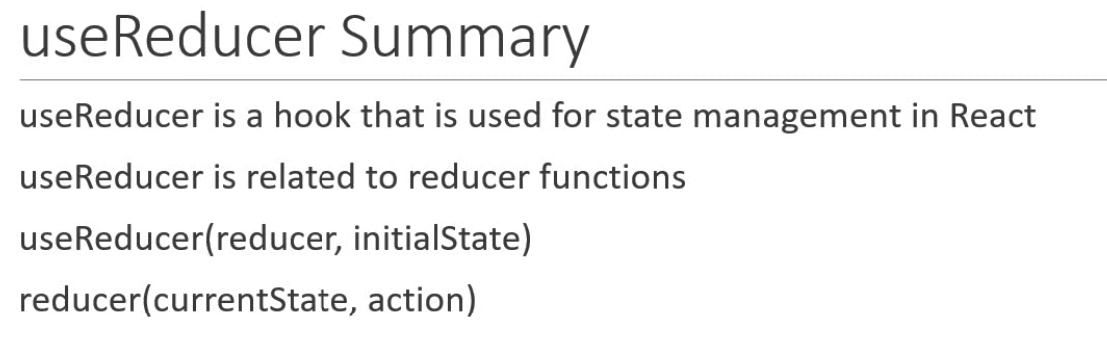 useReducer Summary
useReducer is a hook that is used for state management in React
useReducer is related to reducer functions
useReducer(reducer, initialState)
reducer(currentState, action)